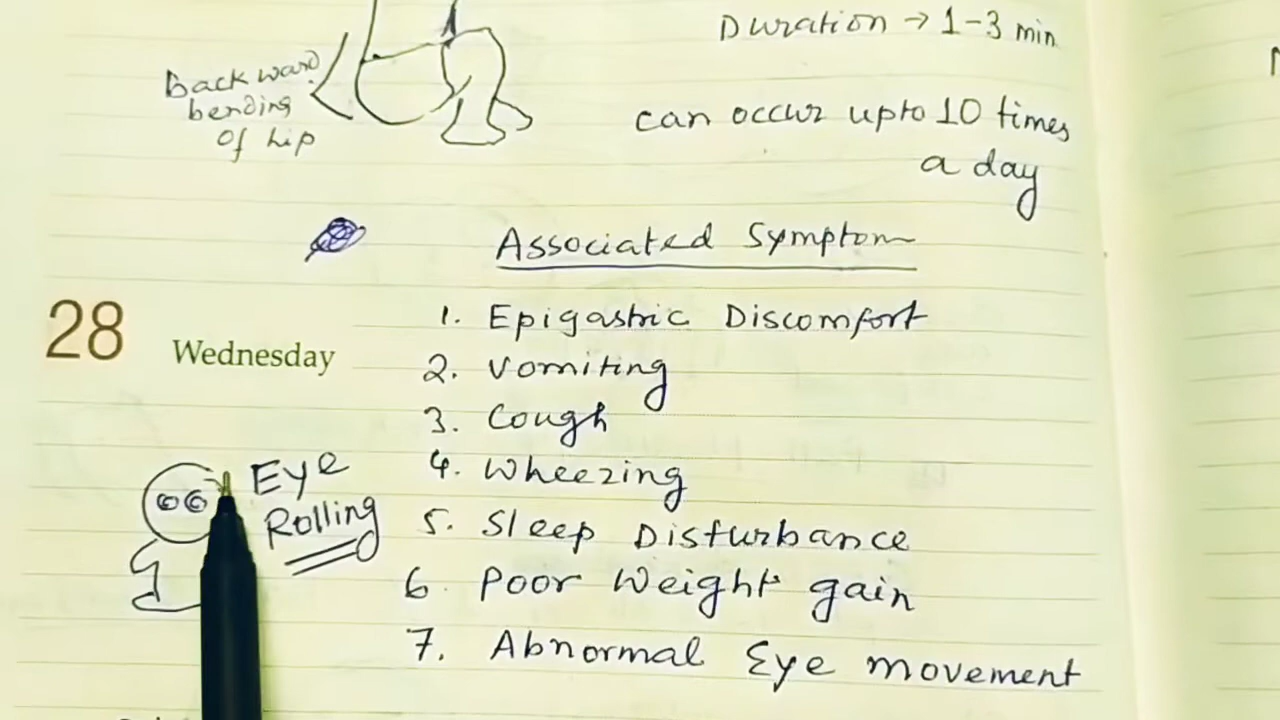 Duration → 1-3 min
backward
bending
of hip
can occur upto 10 times
a day
Associated Symptom
28 Wednesday
1. Epigastric Discomfort
2. Vomiting
3. Cough
4. Wheezing
5. Sleep Disturbance
6. Poor Weight gain
7. Abnormal Eye movement
Eye
Rolling